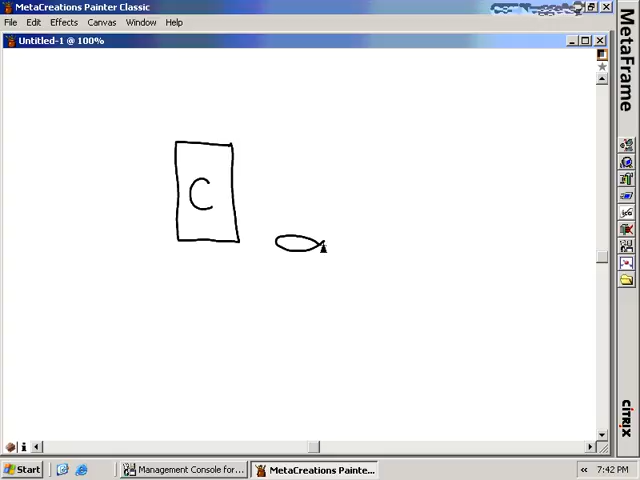 MetaCreations Painter Classic
File Edit Effects Canvas Window Help
Untitled-1 @ 100%
C
MetaFrame
CITRIX
Start
Management Console for...
MetaCreations Painte...
7:42 PM